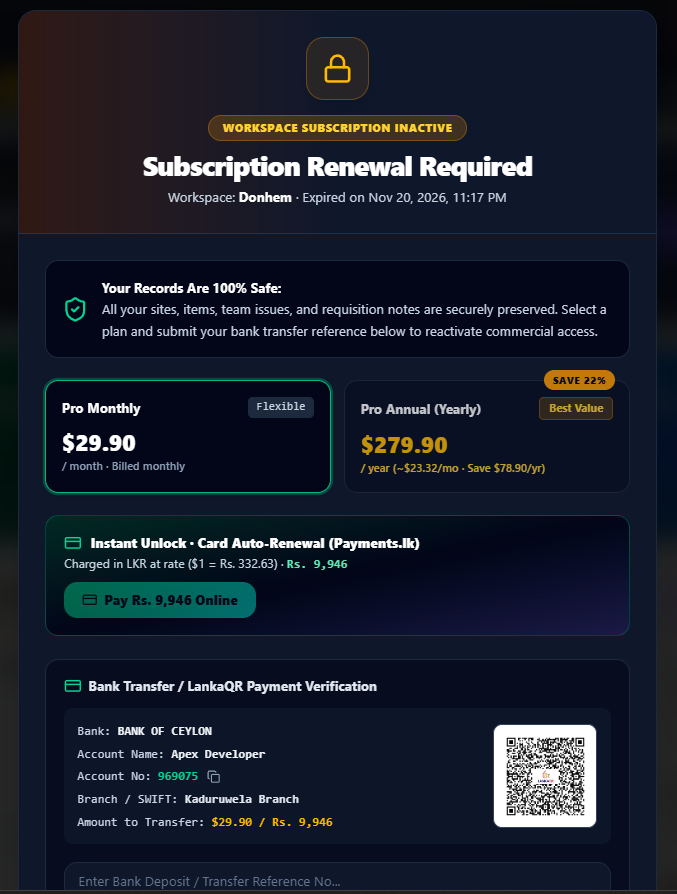 WORKSPACE SUBSCRIPTION INACTIVE
Subscription Renewal Required
Workspace: Donhem · Expired on Nov 20, 2026, 11:17 PM
Your Records Are 100% Safe:
All your sites, items, team issues, and requisition notes are securely preserved. Select a
plan and submit your bank transfer reference below to reactivate commercial access.
Pro Monthly
Flexible
$29.90
/ month · Billed monthly
SAVE 22%
Pro Annual (Yearly)
Best Value
$279.90
/ year (~$23.32/mo · Save $78.90/yr)
Instant Unlock · Card Auto-Renewal (Payments.lk)
Charged in LKR at rate ($1 = Rs. 332.63) · Rs. 9,946
Pay Rs. 9,946 Online
Bank Transfer / LankaQR Payment Verification
Bank: BANK OF CEYLON
Account Name: Apex Developer
Account No: 969075
Branch / SWIFT: Kaduruwela Branch
Amount to Transfer: $29.90 / Rs. 9,946
Enter Bank Deposit / Transfer Reference No...